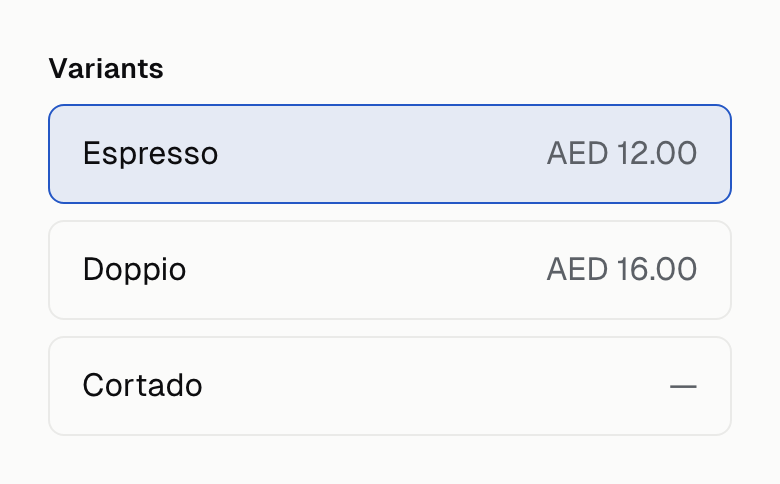 Variants
Espresso AED 12.00
Doppio AED 16.00
Cortado —